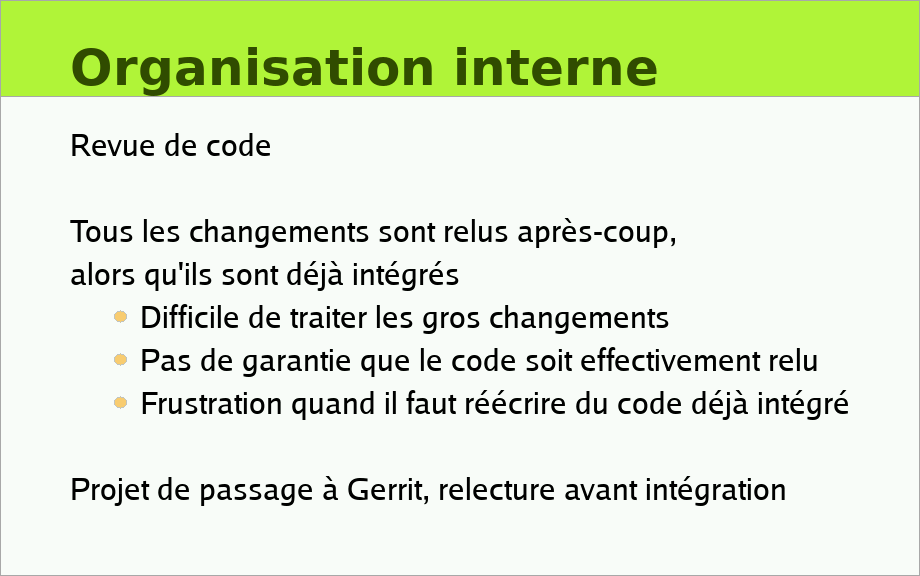 Organisation interne
Revue de code
Tous les changements sont relus après-coup,
alors qu'ils sont déjà intégrés
Difficile de traiter les gros changements
Pas de garantie que le code soit effectivement relu
Frustration quand il faut réécrire du code déjà intégré
Projet de passage à Gerrit, relecture avant intégration